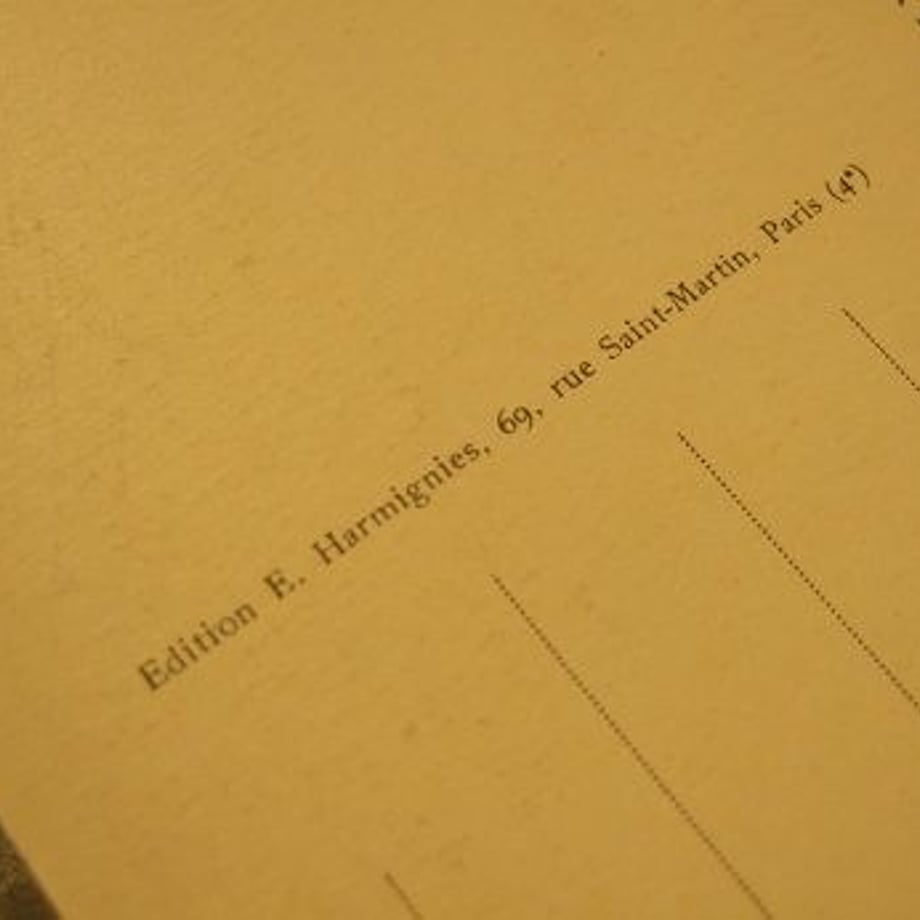 Edition E. Harmignies, 69, rue Saint-Martin, Paris (4e)